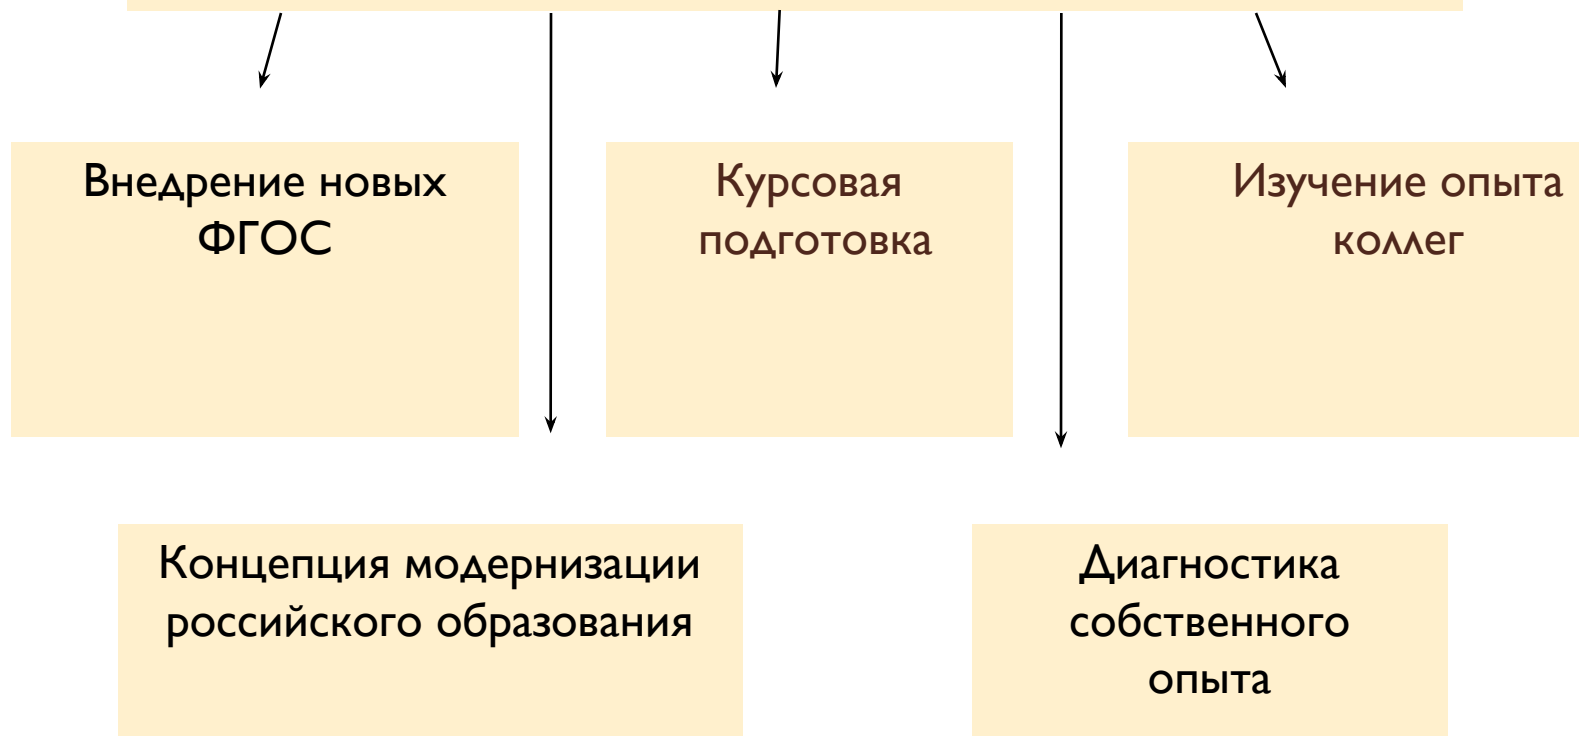 Внедрение новых
ФГОС
Курсовая
подготовка
Изучение опыта
коллег
Концепция модернизации
российского образования
Диагностика
собственного
опыта